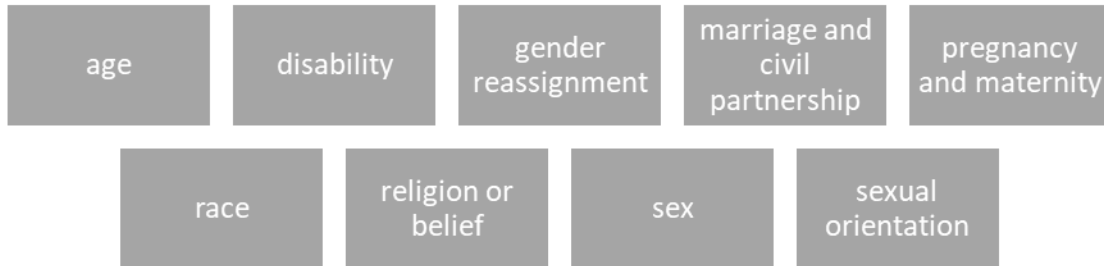 age
disability
gender
reassignment
marriage and
civil
partnership
pregnancy
and maternity
race
religion or
belief
sex
sexual
orientation